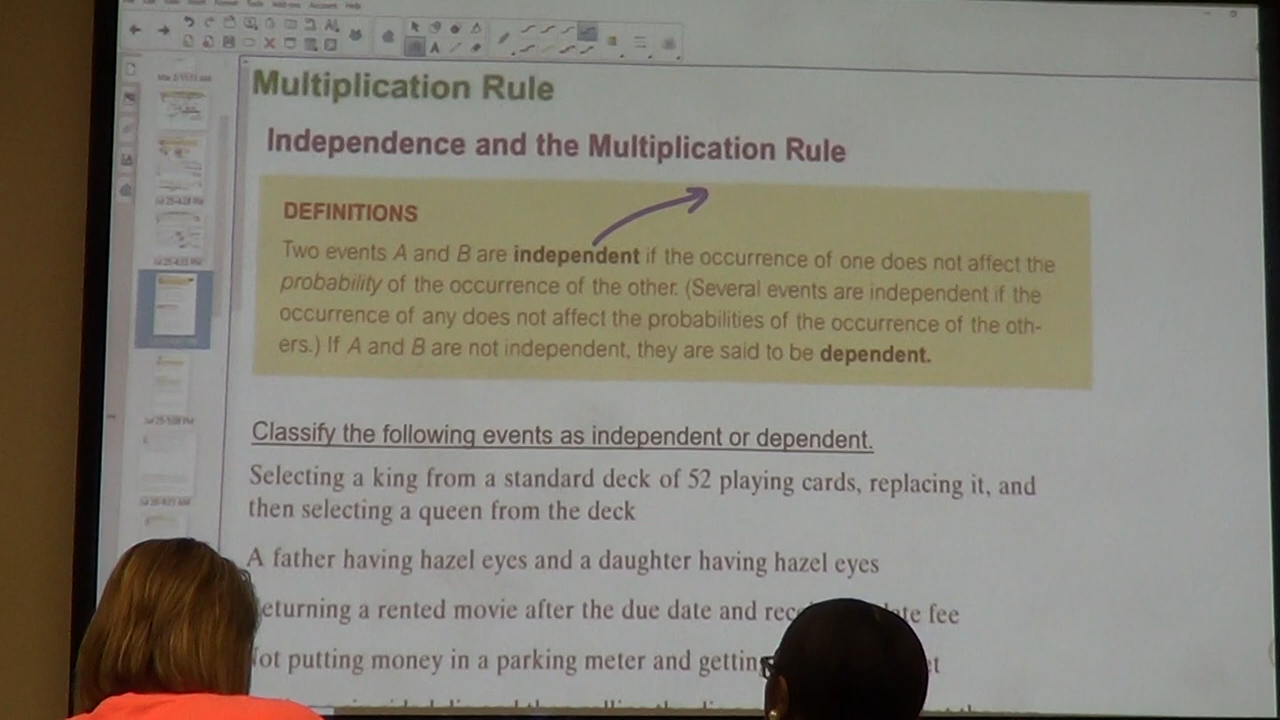 Multiplication Rule
Independence and the Multiplication Rule
DEFINITIONS
Two events A and B are independent if the occurrence of one does not affect the
probability of the occurrence of the other. (Several events are independent if the
occurrence of any does not affect the probabilities of the occurrence of the oth-
ers.) If A and B are not independent, they are said to be dependent.
Classify the following events as independent or dependent.
Selecting a king from a standard deck of 52 playing cards, replacing it, and
then selecting a queen from the deck
A father having hazel eyes and a daughter having hazel eyes
eturning a rented movie after the due date and fee
ot putting money in a parking meter and getting